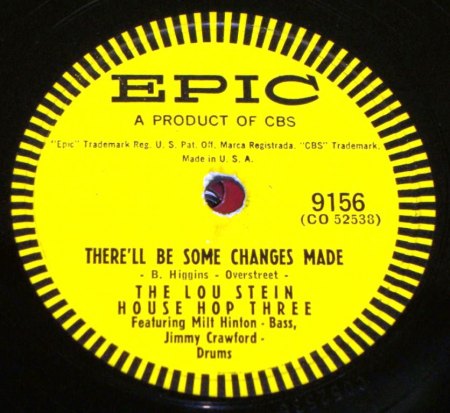 EPIC
A PRODUCT OF CBS
"Epic" Trademark Reg. U. S. Pat. Off. Marca Registrada. "CBS" Trademark.
Made in U. S. A.
9156
(CO 52538)
THERE'LL BE SOME CHANGES MADE
- B. Higgins - Overstreet -
THE LOU STEIN
HOUSE HOP THREE
Featuring Milt Hinton - Bass,
Jimmy Crawford -
Drums